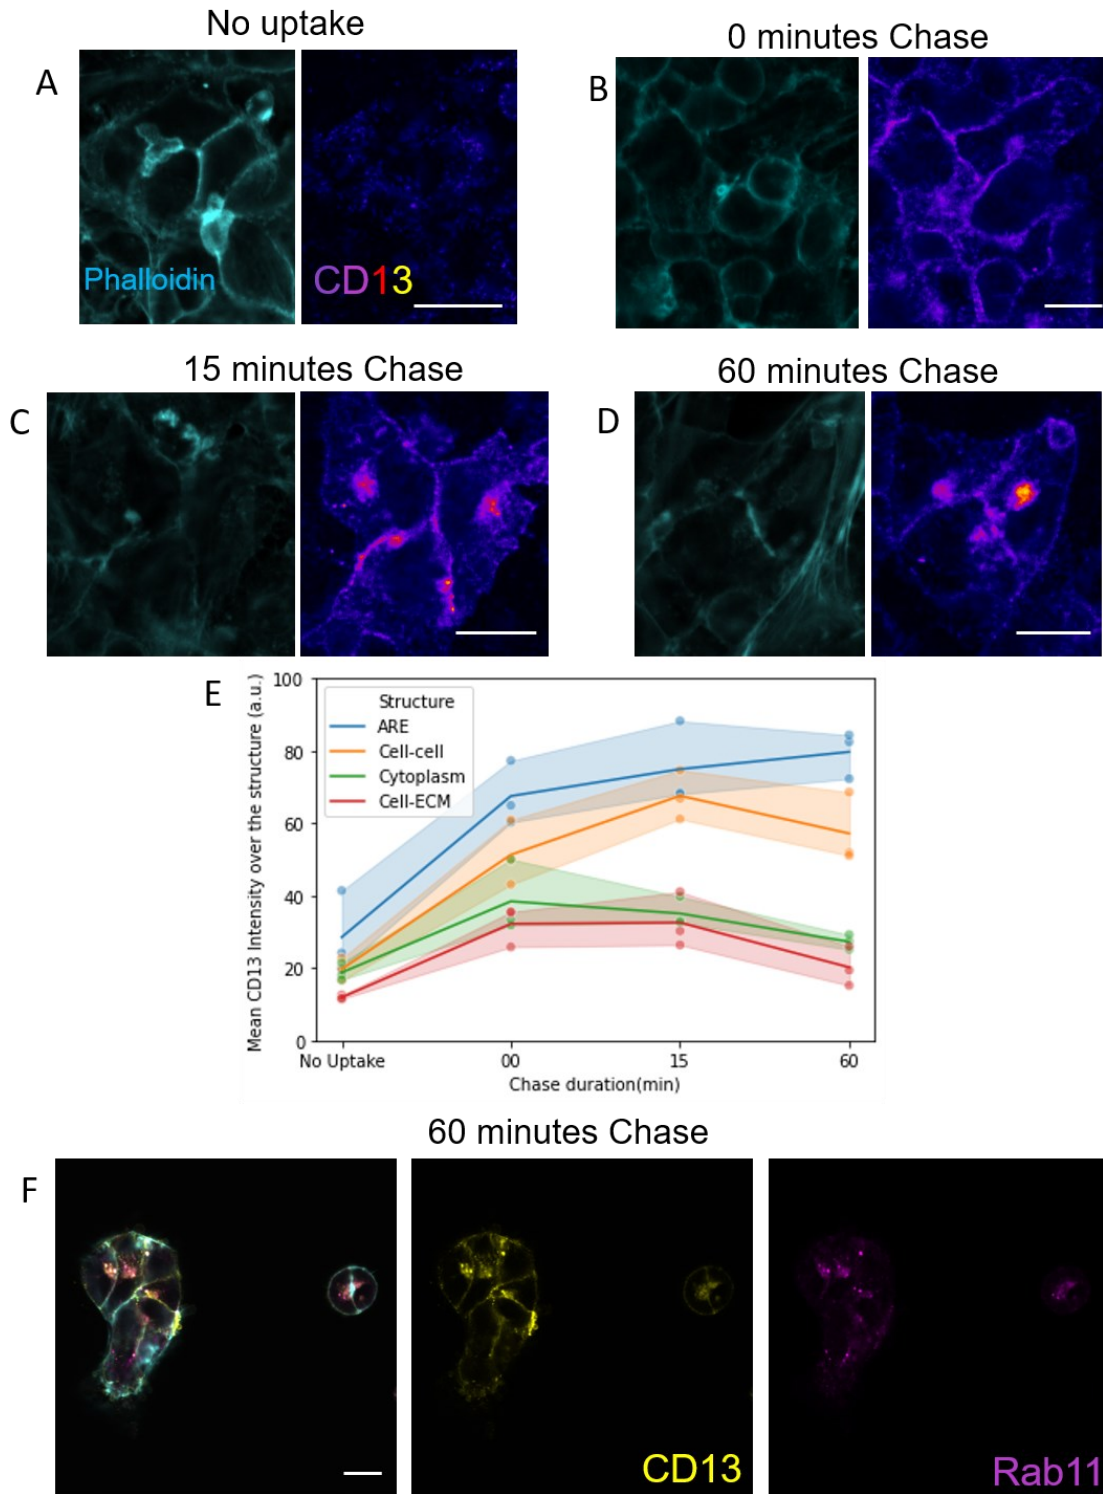 No uptake
0 minutes Chase
A
B
Phalloidin
CD13
15 minutes Chase
60 minutes Chase
C
D
E
Mean CD13 Intensity over the structure (a.u.)
100
80
60
40
20
0
Structure
ARE
Cell-cell
Cytoplasm
Cell-ECM
No Uptake
00
15
60
Chase duration(min)
60 minutes Chase
F
CD13
Rab11